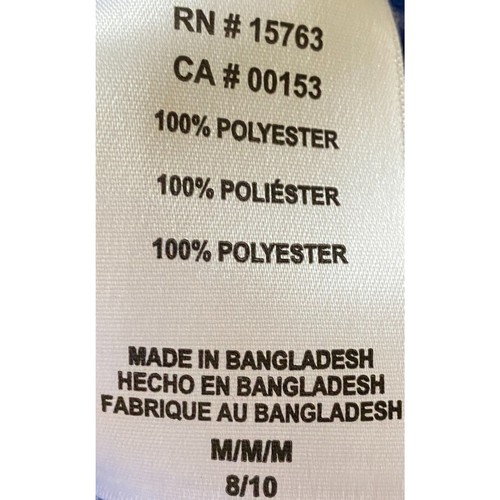 RN # 15763
CA # 00153
100% POLYESTER
100% POLIÉSTER
100% POLYESTER
MADE IN BANGLADESH
HECHO EN BANGLADESH
FABRIQUE AU BANGLADESH
M/M/M
8/10